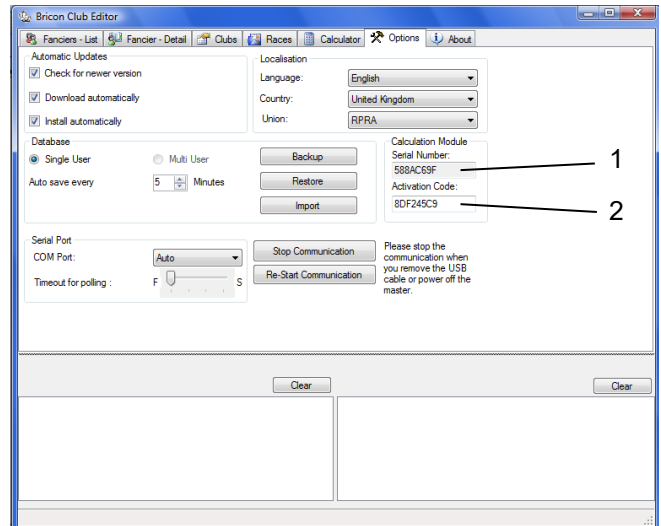 Bricon Club Editor
Fanciers - List Fancier - Detail Clubs Races Calculator Options About
Automatic Updates
Check for newer version
Download automatically
Install automatically
Localisation
Language: English
Country: United Kingdom
Union: RPRA
Database
Single User Multi User
Auto save every 5 Minutes
Backup
Restore
Import
Calculation Module
Serial Number:
588AC69F
Activation Code:
8DF245C9
1
2
Serial Port
COM Port: Auto
Timeout for polling : F S
Stop Communication
Re-Start Communication
Please stop the
communication when
you remove the USB
cable or power off the
master.
Clear
Clear